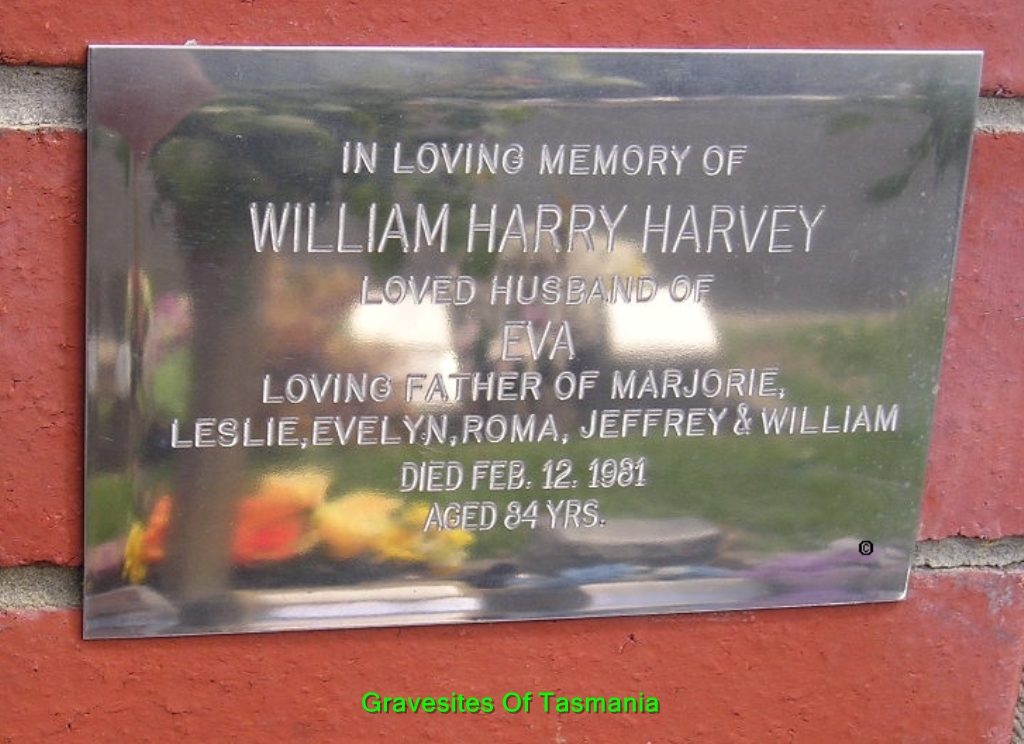 IN LOVING MEMORY OF
WILLIAM HARRY HARVEY
LOVED HUSBAND OF
EVA
LOVING FATHER OF MARJORIE,
LESLIE, EVELYN, ROMA, JEFFREY & WILLIAM
DIED FEB. 12. 1981
AGED 84 YRS.
©
Gravesites Of Tasmania